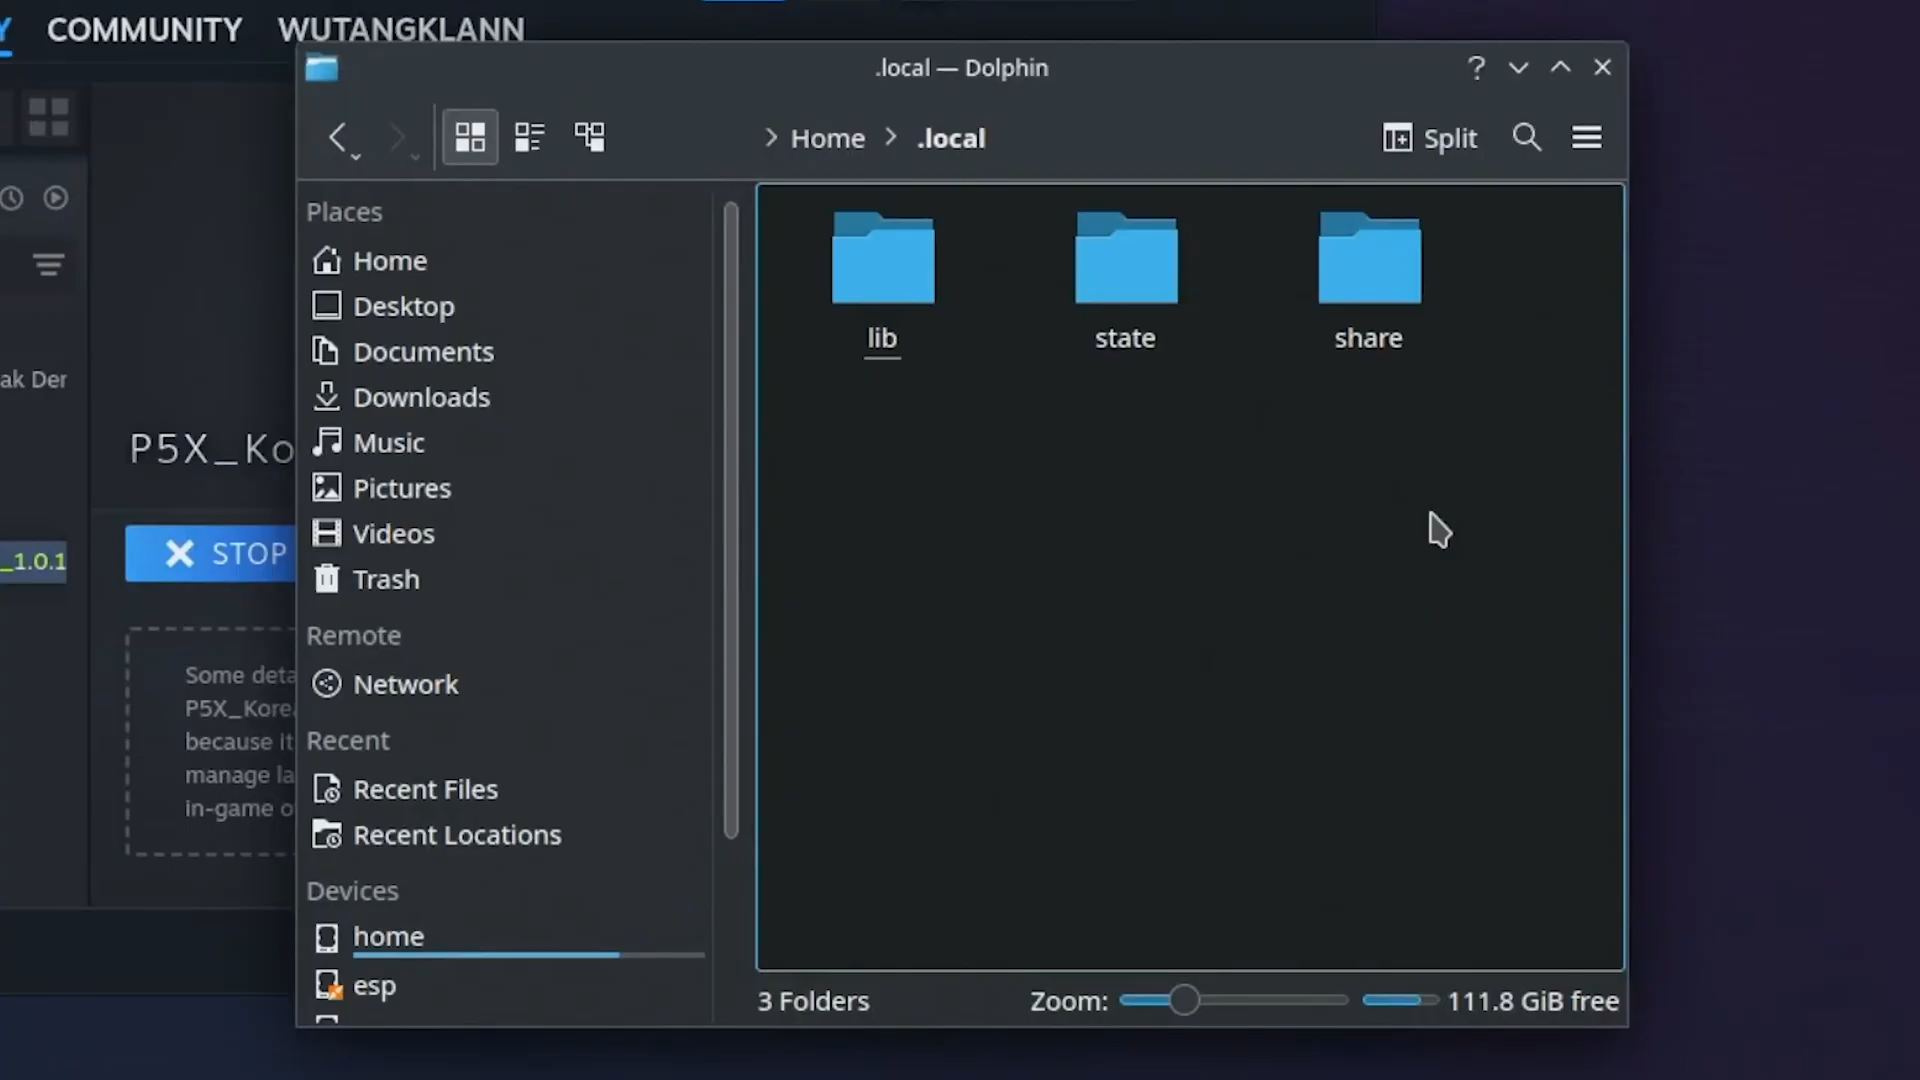 COMMUNITY
WUTANGKLANN
.local — Dolphin
Home
.local
Split
Places
Home
Desktop
Documents
Downloads
Music
Pictures
Videos
Trash
Remote
Network
Recent
Recent Files
Recent Locations
Devices
home
esp
lib
state
share
3 Folders
Zoom:
111.8 GiB free
ak Der
_1.0.1
P5X_Ko
STOP
Some deta
P5X_Kore
because it
manage la
in-game o